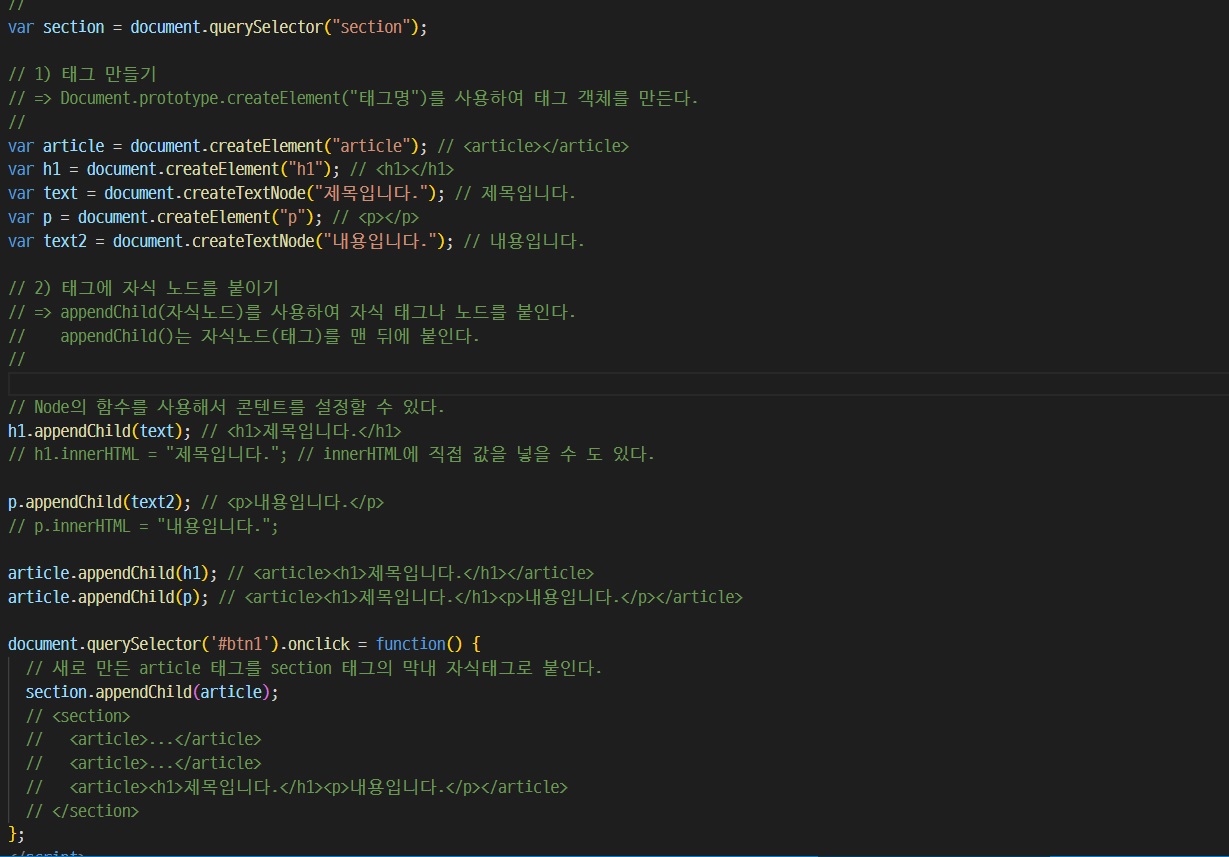 //
var section = document.querySelector("section");
// 1) 태그 만들기
// => Document.prototype.createElement("태그명")를 사용하여 태그 객체를 만든다.
//
var article = document.createElement("article"); // <article></article>
var h1 = document.createElement("h1"); // <h1></h1>
var text = document.createTextNode("제목입니다."); // 제목입니다.
var p = document.createElement("p"); // <p></p>
var text2 = document.createTextNode("내용입니다."); // 내용입니다.
// 2) 태그에 자식 노드를 붙이기
// => appendChild(자식노드)를 사용하여 자식 태그나 노드를 붙인다.
//    appendChild()는 자식노드(태그)를 맨 뒤에 붙인다.
//
// Node의 함수를 사용해서 콘텐트를 설정할 수 있다.
h1.appendChild(text); // <h1>제목입니다.</h1>
// h1.innerHTML = "제목입니다."; // innerHTML에 직접 값을 넣을 수 도 있다.
p.appendChild(text2); // <p>내용입니다.</p>
// p.innerHTML = "내용입니다.";
article.appendChild(h1); // <article><h1>제목입니다.</h1></article>
article.appendChild(p); // <article><h1>제목입니다.</h1><p>내용입니다.</p></article>
document.querySelector('#btn1').onclick = function() {
  // 새로 만든 article 태그를 section 태그의 막내 자식태그로 붙인다.
  section.appendChild(article);
  // <section>
  //   <article>...</article>
  //   <article>...</article>
  //   <article><h1>제목입니다.</h1><p>내용입니다.</p></article>
  // </section>
};
</script>